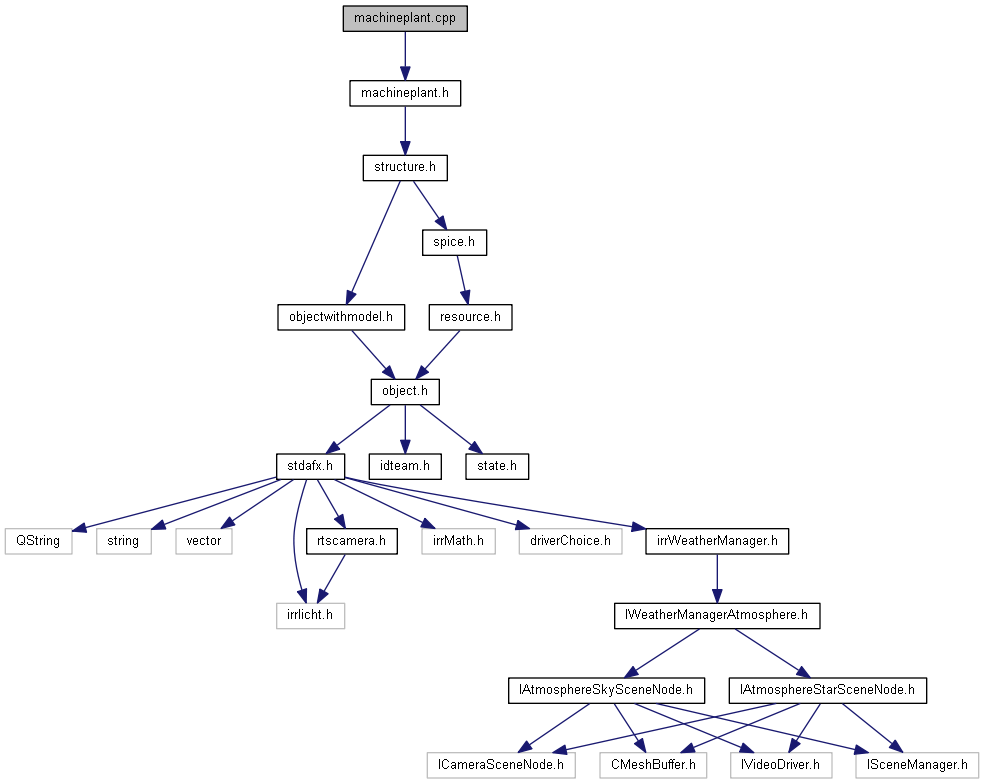 machineplant.cpp
machineplant.h
structure.h
spice.h
objectwithmodel.h
resource.h
object.h
stdafx.h
idteam.h
state.h
QString
string
vector
rtscamera.h
irrMath.h
driverChoice.h
irrWeatherManager.h
irrlicht.h
IWeatherManagerAtmosphere.h
IAtmosphereSkySceneNode.h
IAtmosphereStarSceneNode.h
ICameraSceneNode.h
CMeshBuffer.h
IVideoDriver.h
ISceneManager.h